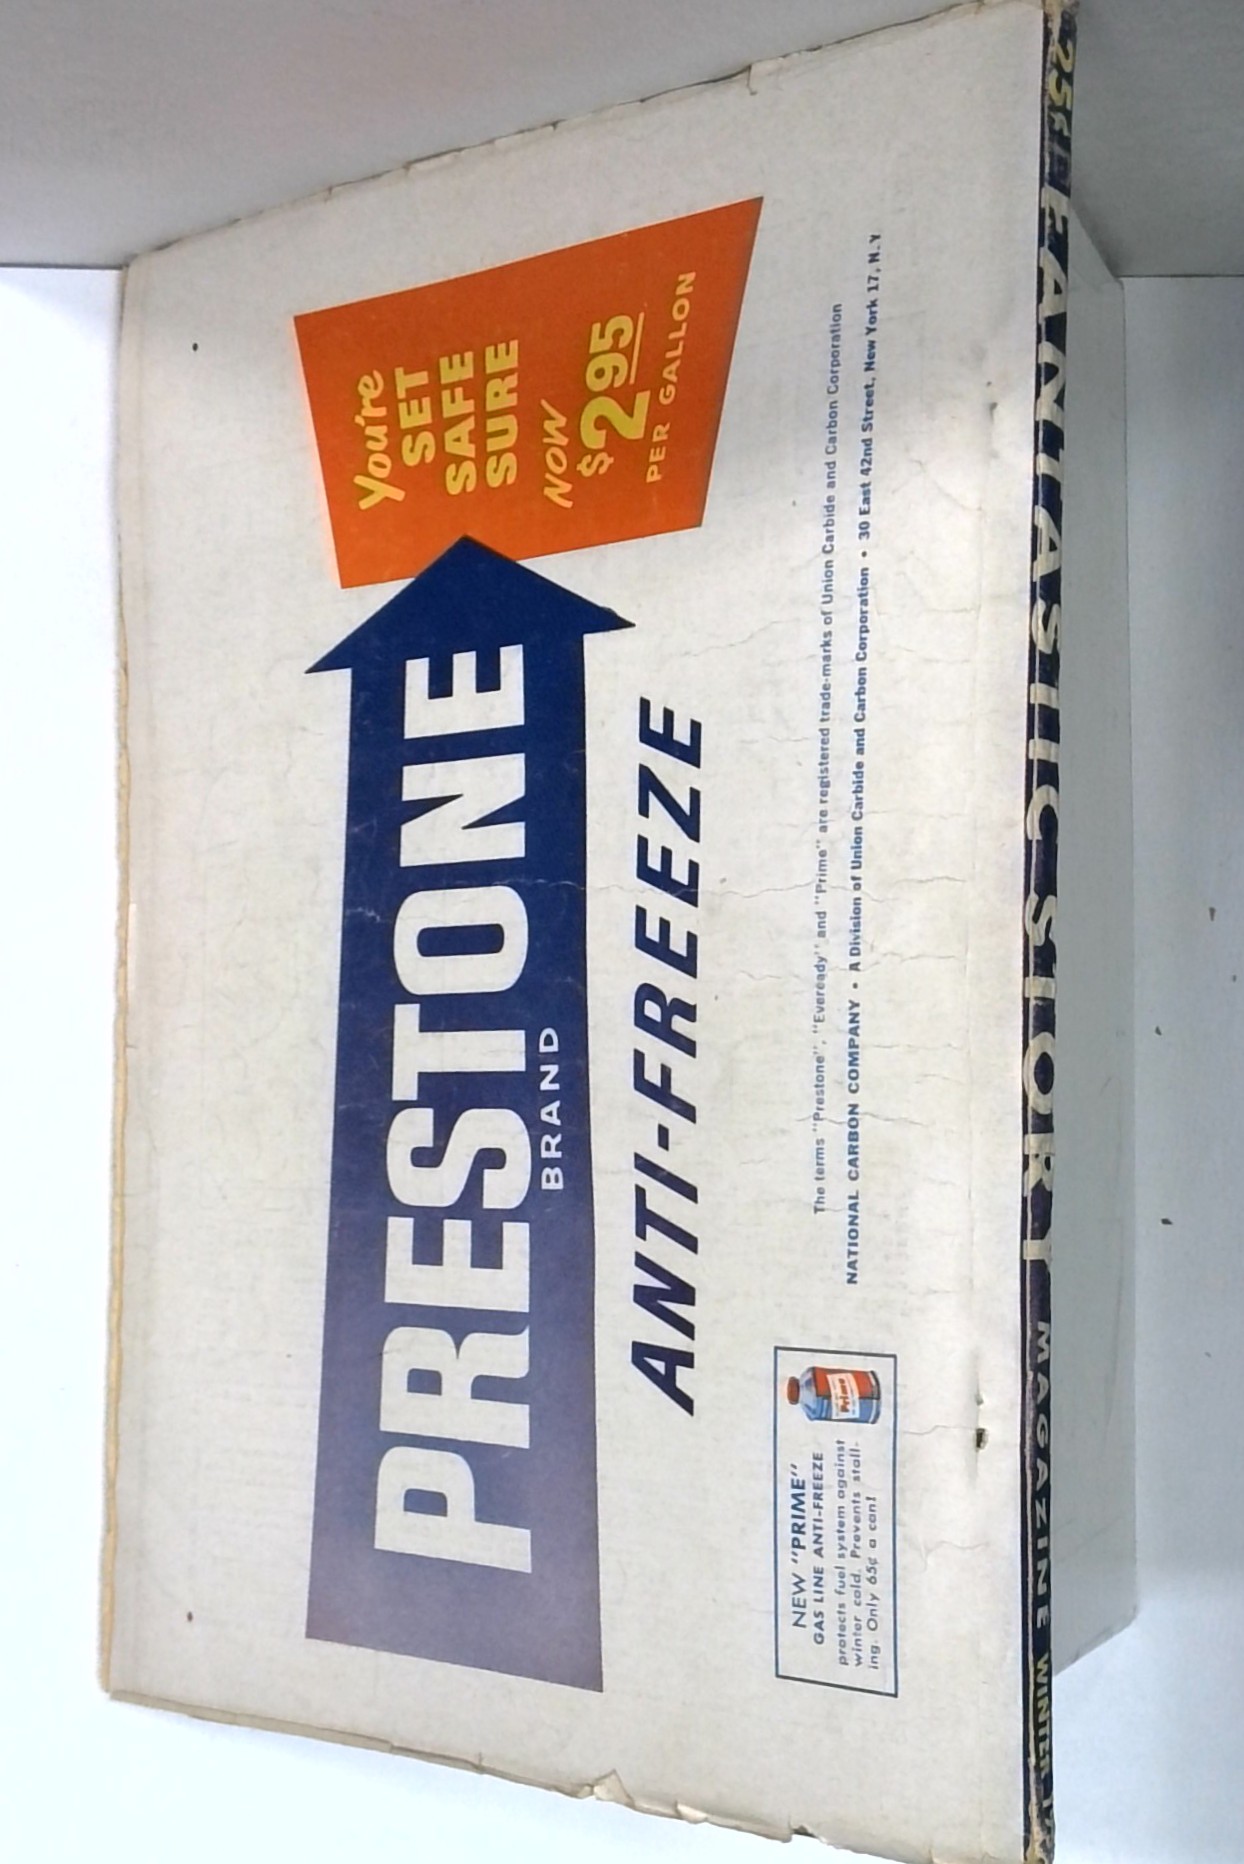 You're
SET
SAFE
SURE
NOW
$2.95
PER GALLON
PRESTONE
BRAND
ANTI-FREEZE
The terms "Prestone", "Eveready" and "Prime" are registered trade-marks of Union Carbide and Carbon Corporation
NATIONAL CARBON COMPANY • A Division of Union Carbide and Carbon Corporation • 30 East 42nd Street, New York 17, N. Y
NEW "PRIME"
GAS LINE ANTI-FREEZE
protects fuel system against
winter cold. Prevents stall-
ing. Only 65¢ a can!
Prime
25¢ FANTASTIC STORY MAGAZINE WINTER